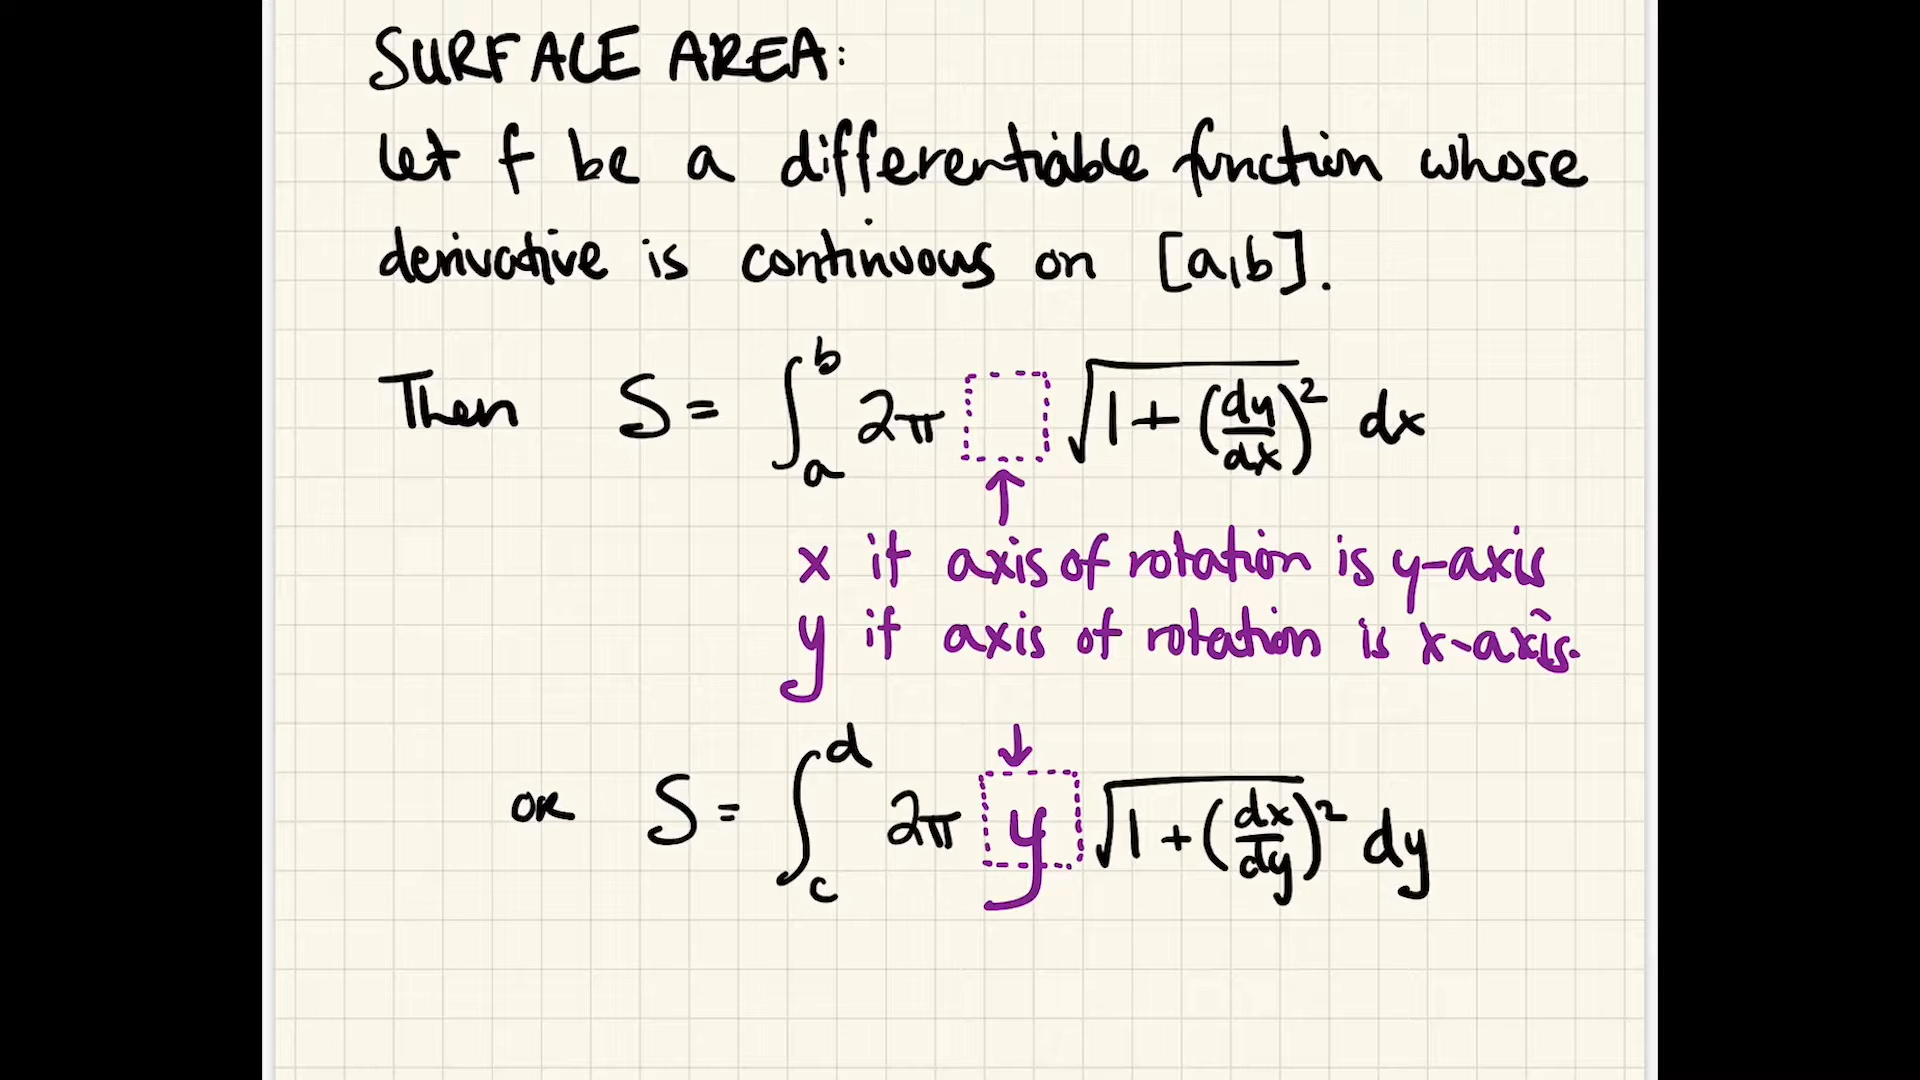 SURFACE AREA:
Let f be a differentiable function whose
derivative is continuous on [a,b].
Then S = ∫_a^b 2π √(1 + (dy/dx)²) dx
↑
x if axis of rotation is y-axis
y if axis of rotation is x-axis.
↓
or S = ∫_c^d 2π y √(1 + (dx/dy)²) dy